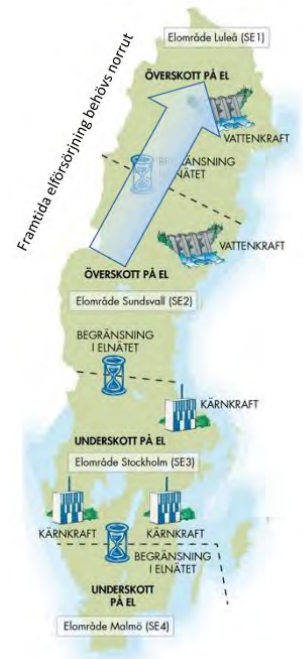 Elområde Luleå (SE1)
Framtida elförsörjning behövs norrut
ÖVERSKOTT PÅ EL
VATTENKRAFT
BEGRÄNSNING
I ELNÄTET
VATTENKRAFT
ÖVERSKOTT PÅ EL
Elområde Sundsvall (SE2)
BEGRÄNSNING
I ELNÄTET
KÄRNKRAFT
UNDERSKOTT PÅ EL
Elområde Stockholm (SE3)
KÄRNKRAFT
KÄRNKRAFT
BEGRÄNSNING
I ELNÄTET
UNDERSKOTT
PÅ EL
Elområde Malmö (SE4)